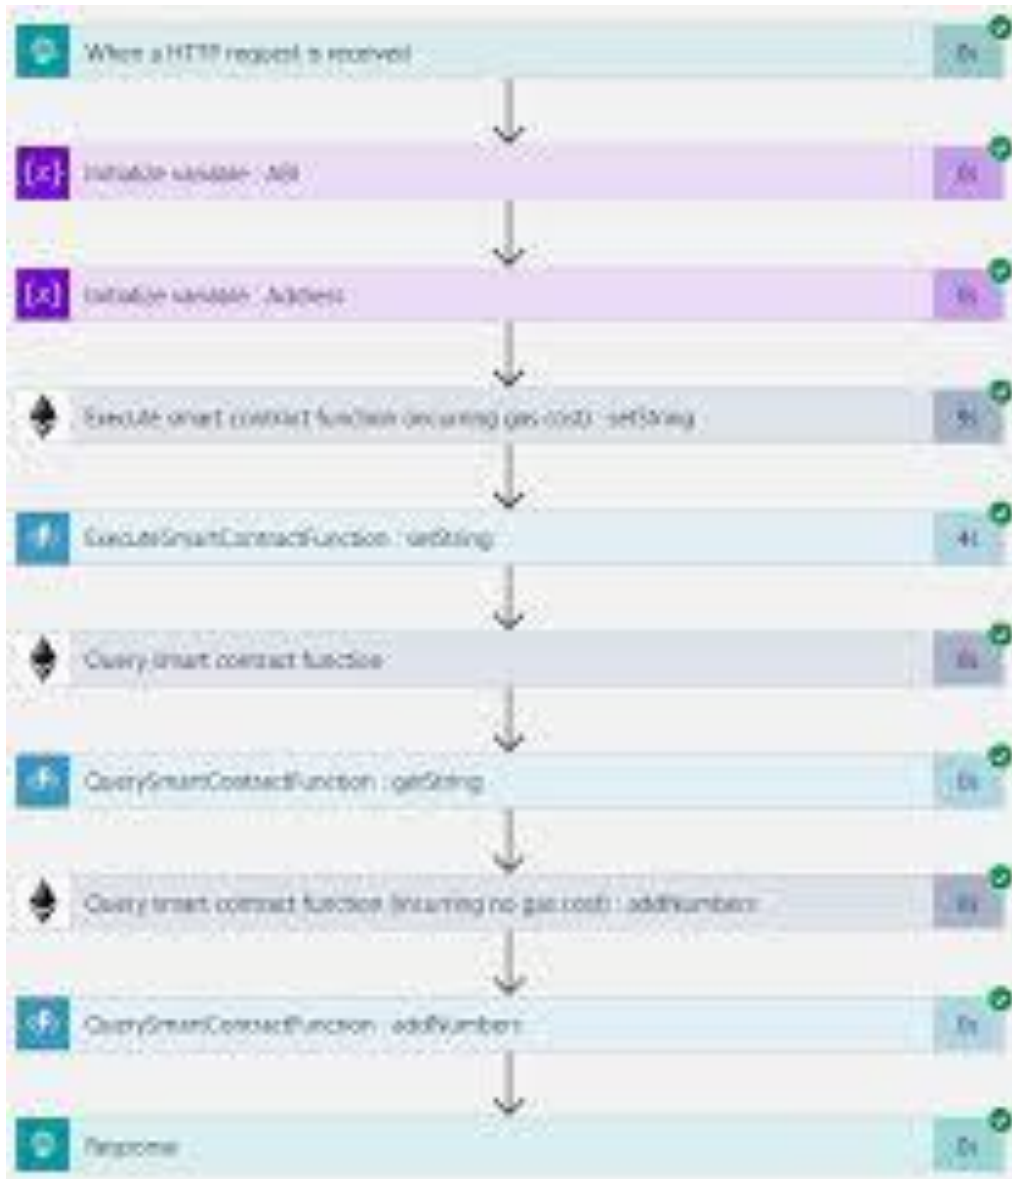 When a HTTP request is received
0s
{x}
Initialize variable : ABI
0s
{x}
Initialize variable : Address
0s
Execute smart contract function (incurring gas cost) : setString
9s
ExecuteSmartContractFunction : setString
4s
Query smart contract function
0s
QuerySmartContractFunction : getString
0s
Query smart contract function (incurring no gas cost) : addNumbers
0s
QuerySmartContractFunction : addNumbers
0s
Response
0s